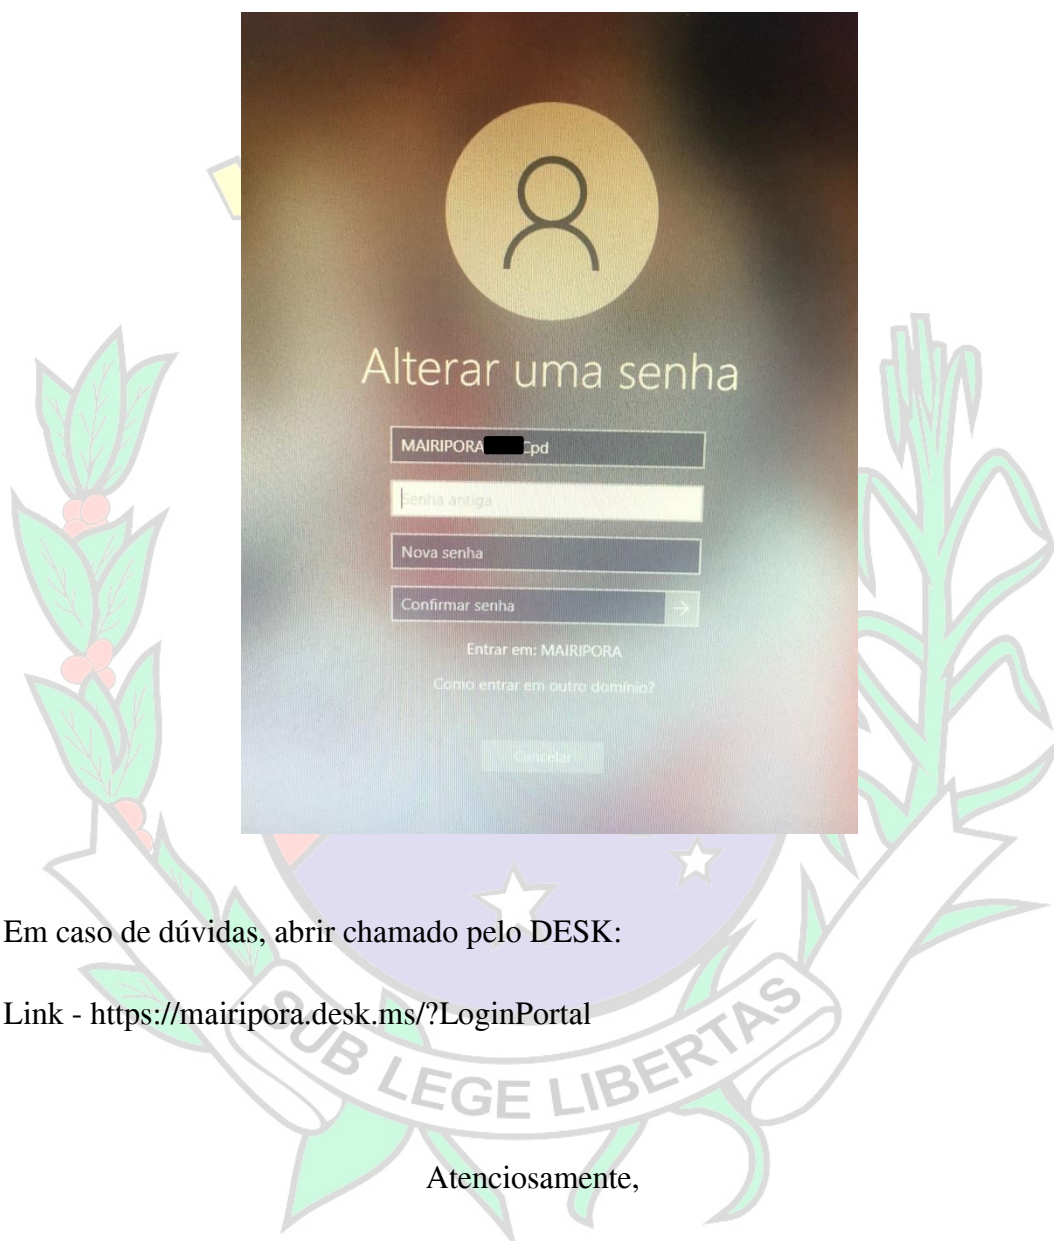 Alterar uma senha
MAIRIPORA Cpd
Senha antiga
Nova senha
Confirmar senha
Entrar em: MAIRIPORA
Como entrar em outro domínio?
Cancelar
Em caso de dúvidas, abrir chamado pelo DESK:
Link - https://mairipora.desk.ms/?LoginPortal
SUB LEGE LIBERTAS
Atenciosamente,